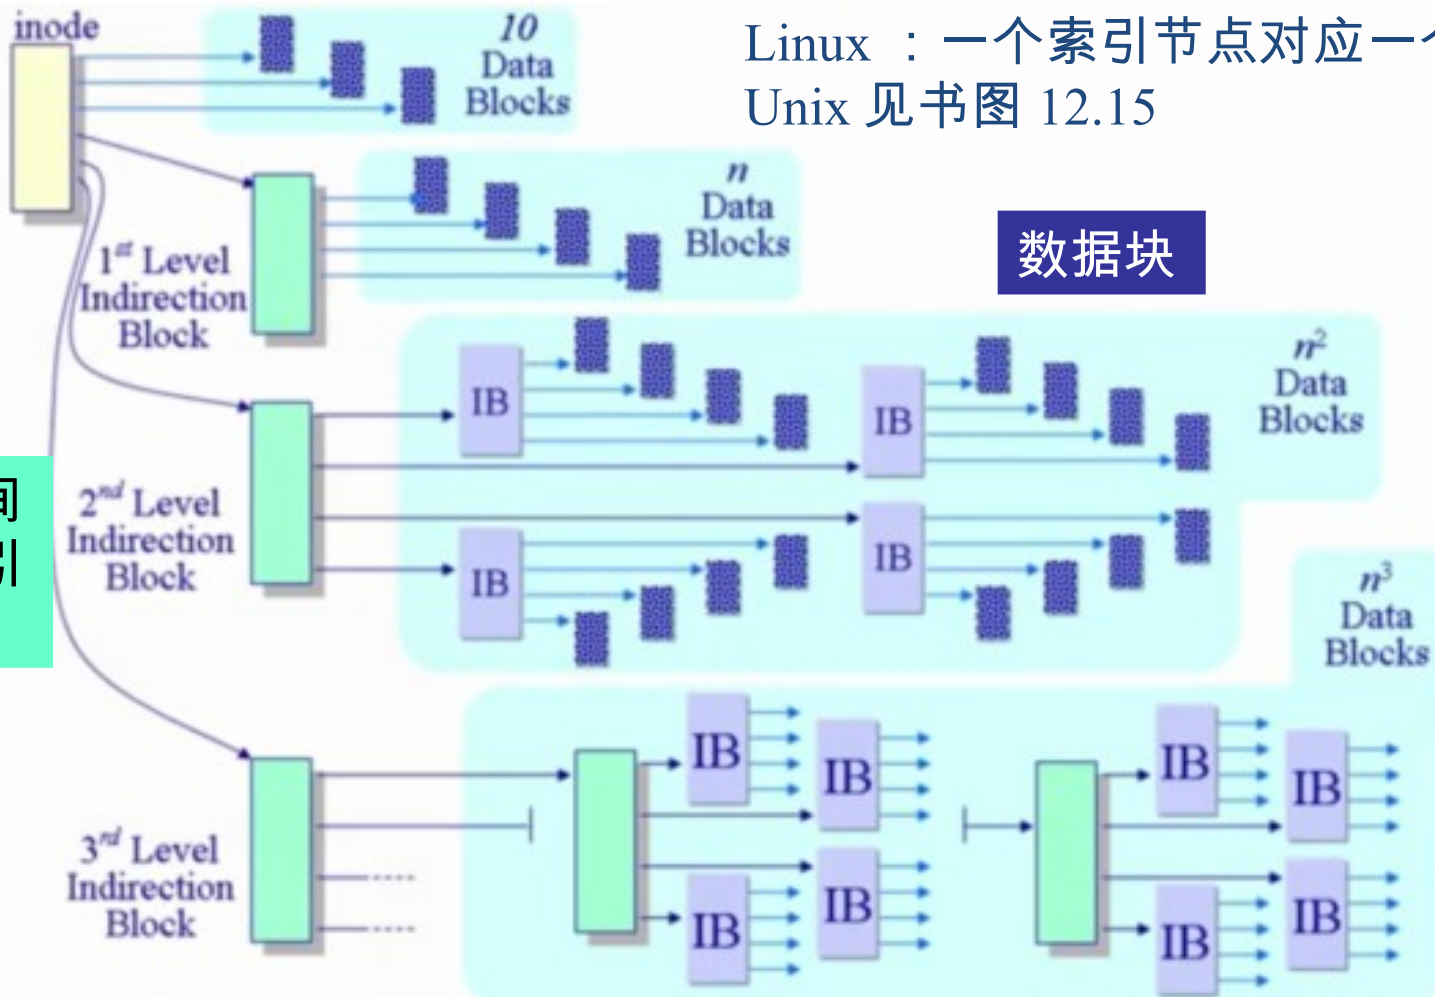 inode
10
Data
Blocks
Linux ：一个索引节点对应一个
Unix 见书图 12.15
n
Data
Blocks
数据块
1st Level
Indirection
Block
IB
IB
n2
Data
Blocks
间
引
2nd Level
Indirection
Block
IB
IB
n3
Data
Blocks
IB
IB
IB
IB
3rd Level
Indirection
Block
IB
IB
IB
IB